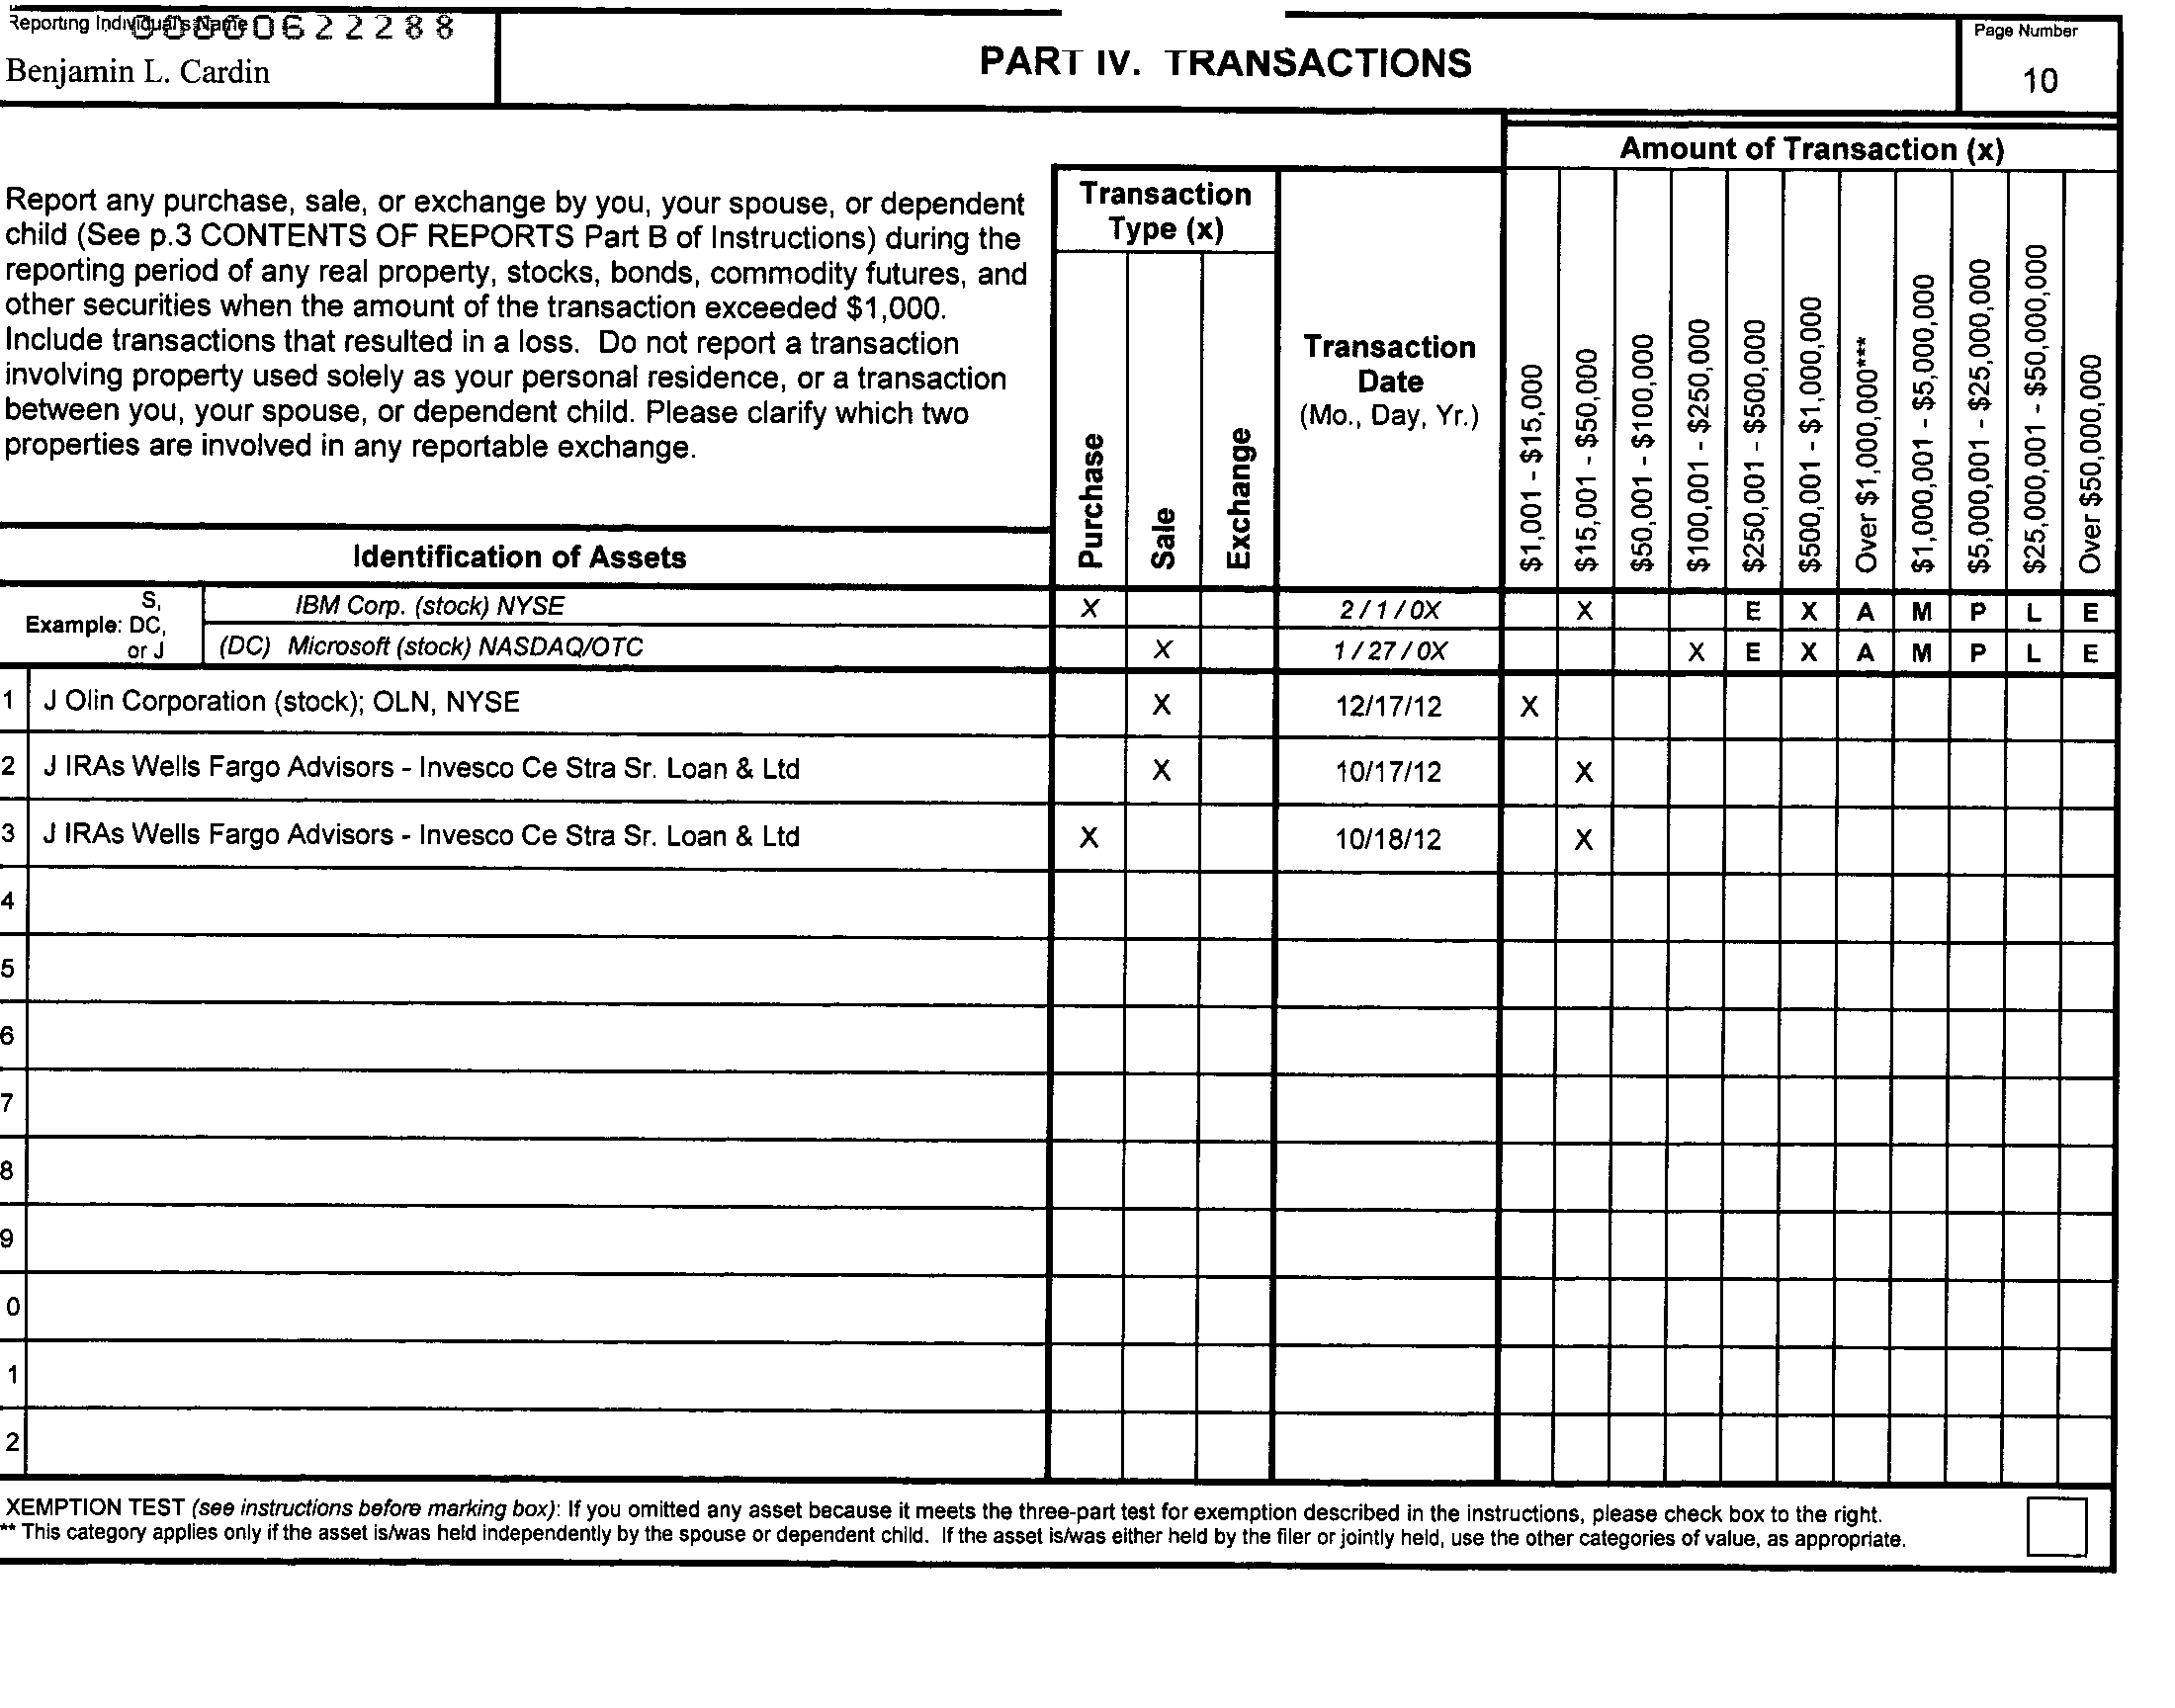 Reporting Individual's Name
00000622288
Benjamin L. Cardin
PART IV. TRANSACTIONS
Page Number
10
Report any purchase, sale, or exchange by you, your spouse, or dependent
child (See p.3 CONTENTS OF REPORTS Part B of Instructions) during the
reporting period of any real property, stocks, bonds, commodity futures, and
other securities when the amount of the transaction exceeded $1,000.
Include transactions that resulted in a loss. Do not report a transaction
involving property used solely as your personal residence, or a transaction
between you, your spouse, or dependent child. Please clarify which two
properties are involved in any reportable exchange.
Identification of Assets
Transaction
Type (x)
Purchase
Sale
Exchange
Transaction
Date
(Mo., Day, Yr.)
Amount of Transaction (x)
$1,001 - $15,000
$15,001 - $50,000
$50,001 - $100,000
$100,001 - $250,000
$250,001 - $500,000
$500,001 - $1,000,000
Over $1,000,000***
$1,000,001 - $5,000,000
$5,000,001 - $25,000,000
$25,000,001 - $50,000,000
Over $50,000,000
S,
Example: DC,
or J
IBM Corp. (stock) NYSE X 2 / 1 / 0X X E X A M P L E
(DC) Microsoft (stock) NASDAQ/OTC X 1 / 27 / 0X X E X A M P L E
1 J Olin Corporation (stock); OLN, NYSE X 12/17/12 X
2 J IRAs Wells Fargo Advisors - Invesco Ce Stra Sr. Loan & Ltd X 10/17/12 X
3 J IRAs Wells Fargo Advisors - Invesco Ce Stra Sr. Loan & Ltd X 10/18/12 X
4
5
6
7
8
9
0
1
2
XEMPTION TEST (see instructions before marking box): If you omitted any asset because it meets the three-part test for exemption described in the instructions, please check box to the right.
** This category applies only if the asset is/was held independently by the spouse or dependent child. If the asset is/was either held by the filer or jointly held, use the other categories of value, as appropriate.